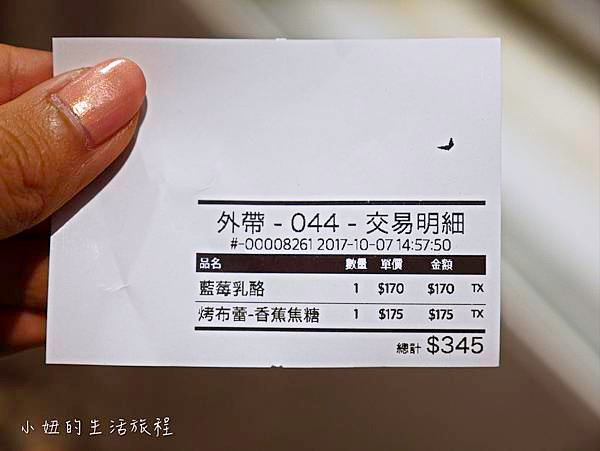 外帶 - 044 - 交易明細
#-00008261 2017-10-07 14:57:50
品名 數量 單價 金額
藍莓乳酪 1 $170 $170 TX
烤布蕾-香蕉焦糖 1 $175 $175 TX
總計 $345
小妞的生活旅程